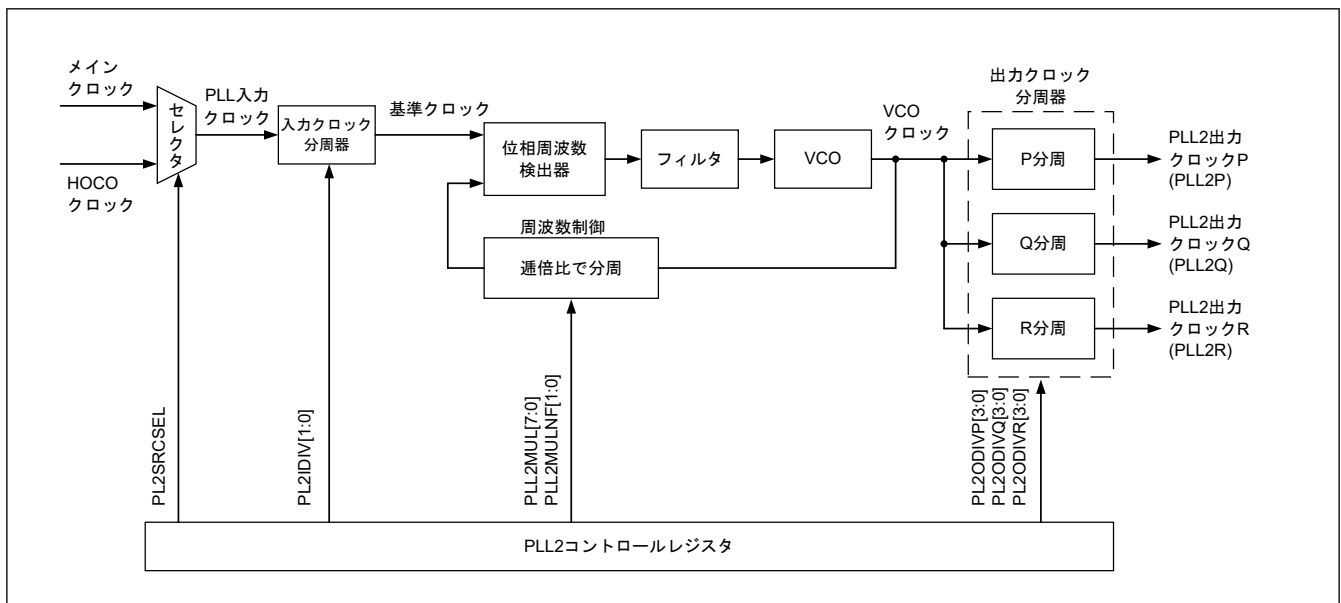 メイン
クロック
HOCO
クロック
セレクタ
PLL入力
クロック
入力クロック
分周器
基準クロック
位相周波数
検出器
フィルタ
VCO
VCO
クロック
周波数制御
逓倍比で分周
出力クロック
分周器
P分周
Q分周
R分周
PLL2出力
クロックP
(PLL2P)
PLL2出力
クロックQ
(PLL2Q)
PLL2出力
クロックR
(PLL2R)
PL2SRCSEL
PL2IDIV[1:0]
PLL2MUL[7:0]
PLL2MULNF[1:0]
PL2ODIVP[3:0]
PL2ODIVQ[3:0]
PL2ODIVR[3:0]
PLL2コントロールレジスタ